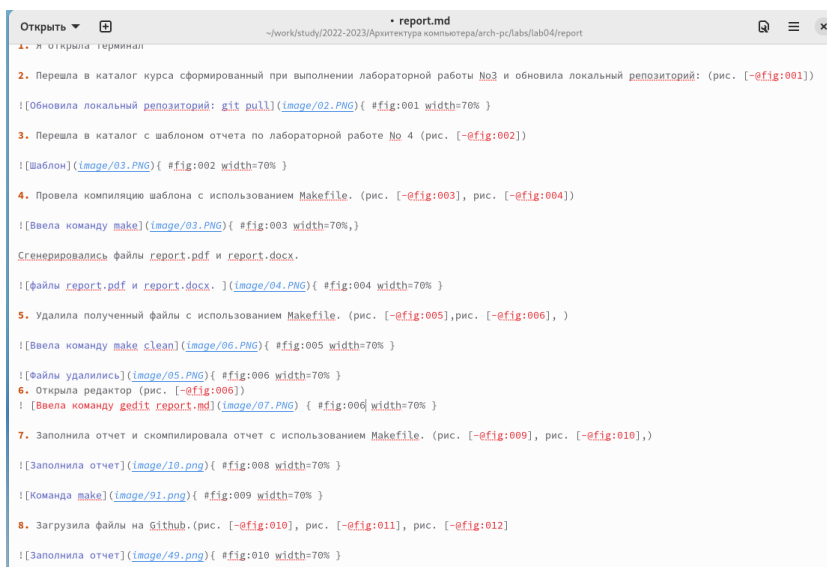 Открыть
• report.md
~/work/study/2022-2023/Архитектура компьютера/arch-pc/labs/lab04/report
1. Я открыла терминал
2. Перешла в каталог курса сформированный при выполнении лабораторной работы No3 и обновила локальный репозиторий: (рис. [-@fig:001])
![Обновила локальный репозиторий: git pull](image/02.PNG){ #fig:001 width=70% }
3. Перешла в каталог с шаблоном отчета по лабораторной работе No 4 (рис. [-@fig:002])
![Шаблон](image/03.PNG){ #fig:002 width=70% }
4. Провела компиляцию шаблона с использованием Makefile. (рис. [-@fig:003], рис. [-@fig:004])
![Ввела команду make](image/03.PNG){ #fig:003 width=70%,}
Сгенерировались файлы report.pdf и report.docx.
![файлы report.pdf и report.docx. ](image/04.PNG){ #fig:004 width=70% }
5. Удалила полученный файлы с использованием Makefile. (рис. [-@fig:005],рис. [-@fig:006], )
![Ввела команду make clean](image/06.PNG){ #fig:005 width=70% }
![Файлы удалились](image/05.PNG){ #fig:006 width=70% }
6. Открыла редактор (рис. [-@fig:006])
! [Ввела команду gedit report.md](image/07.PNG) { #fig:006 width=70% }
7. Заполнила отчет и скомпилировала отчет с использованием Makefile. (рис. [-@fig:009], рис. [-@fig:010],)
![Заполнила отчет](image/10.png){ #fig:008 width=70% }
![Команда make](image/91.png){ #fig:009 width=70% }
8. Загрузила файлы на Github.(рис. [-@fig:010], рис. [-@fig:011], рис. [-@fig:012]
![Заполнила отчет](image/49.png){ #fig:010 width=70% }